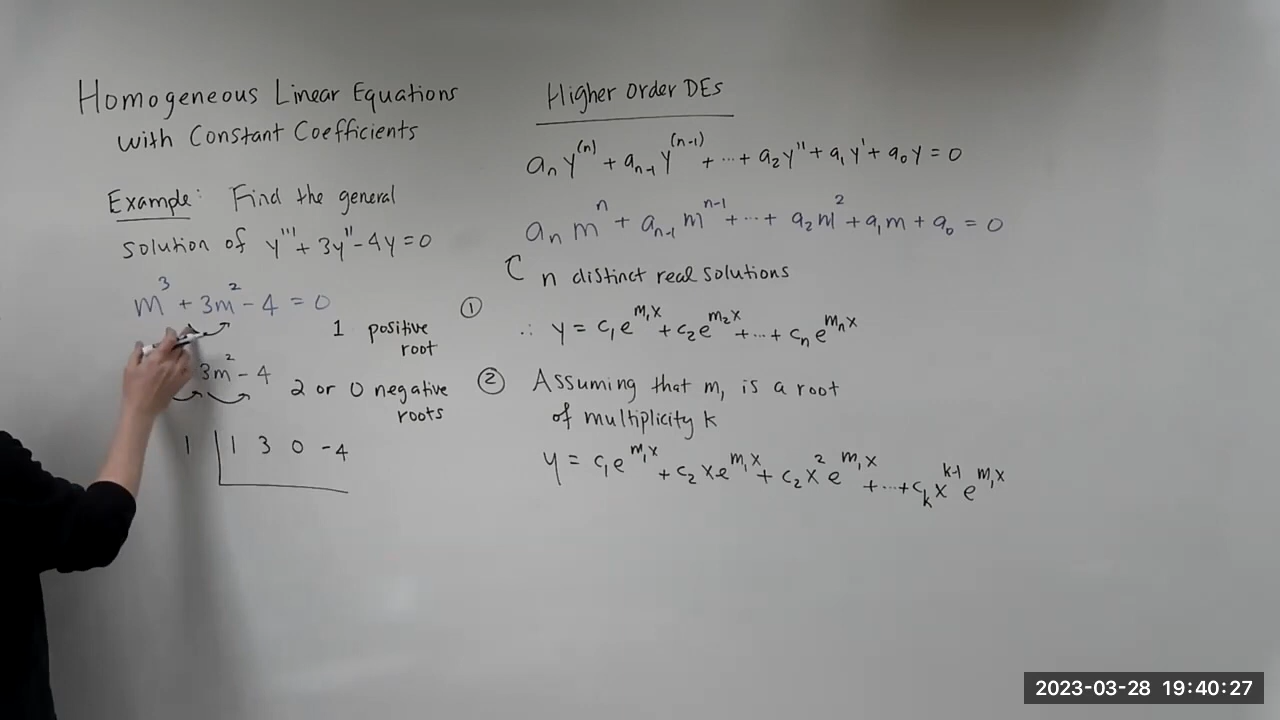 Homogeneous Linear Equations
with Constant Coefficients
Example: Find the general
solution of y''' + 3y'' - 4y = 0
m³ + 3m² - 4 = 0
1 positive
root
3m² - 4
2 or 0 negative
roots
1 | 1 3 0 -4
Higher Order DEs
aₙy⁽ⁿ⁾ + aₙ₋₁y⁽ⁿ⁻¹⁾ + ... + a₂y'' + a₁y' + a₀y = 0
aₙmⁿ + aₙ₋₁mⁿ⁻¹ + ... + a₂m² + a₁m + a₀ = 0
n distinct real solutions
① ∴ y = c₁e^{m₁x} + c₂e^{m₂x} + ... + cₙe^{mₙx}
② Assuming that m₁ is a root
of multiplicity k
y = c₁e^{m₁x} + c₂xe^{m₁x} + c₂x²e^{m₁x} + ... + cₖx^{k-1}e^{m₁x}
2023-03-28 19:40:27